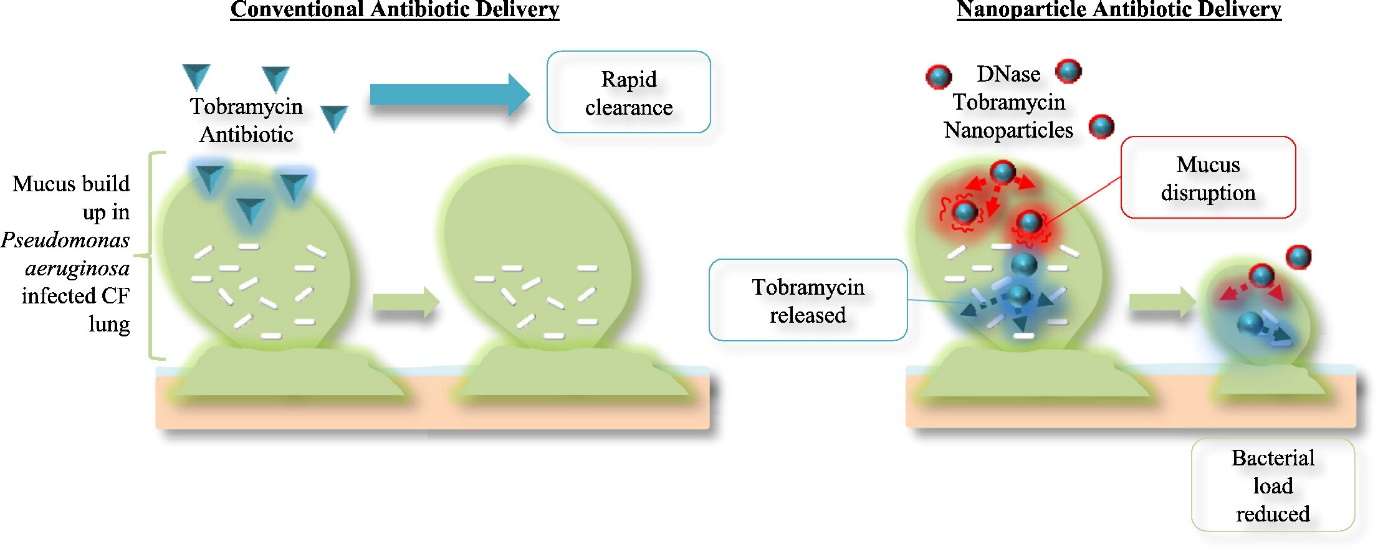 Conventional Antibiotic Delivery
Tobramycin
Antibiotic
Rapid
clearance
Mucus build
up in
Pseudomonas
aeruginosa
infected CF
lung
Nanoparticle Antibiotic Delivery
DNase
Tobramycin
Nanoparticles
Mucus
disruption
Tobramycin
released
Bacterial
load
reduced